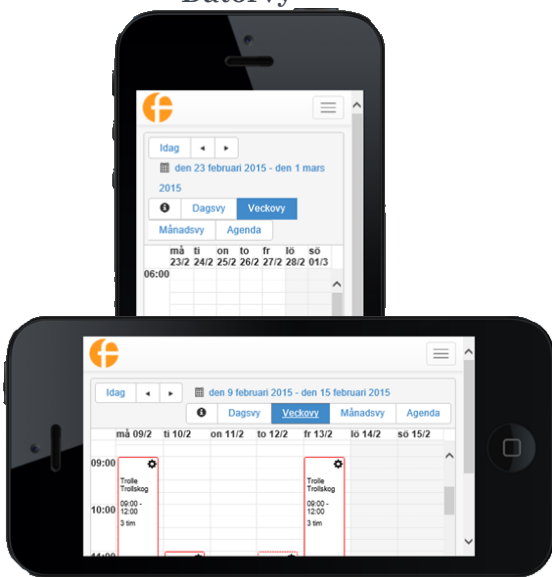 Datorvy
Idag
den 23 februari 2015 - den 1 mars
2015
Dagsvy Veckovy
Månadsvy Agenda
må ti on to fr lö sö
23/2 24/2 25/2 26/2 27/2 28/2 01/3
06:00
Idag den 9 februari 2015 - den 15 februari 2015
Dagsvy Veckovy Månadsvy Agenda
må 09/2 ti 10/2 on 11/2 to 12/2 fr 13/2 lö 14/2 sö 15/2
09:00
Trolle Trolle
Trollskog Trollskog
09:00 - 09:00 -
10:00 12:00 12:00
3 tim 3 tim
11:00